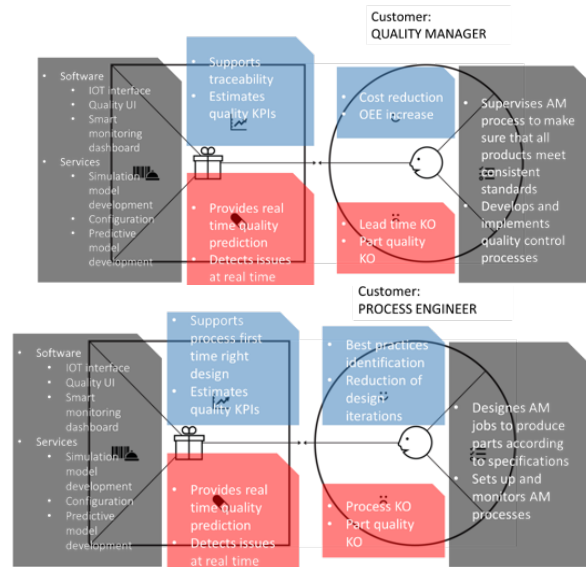 Customer:
QUALITY MANAGER
• Software
• IOT interface
• Quality UI
• Smart
monitoring
dashboard
• Services
• Simulation
model
development
• Configuration
• Predictive
model
development
• Supports
traceability
• Estimates
quality KPIs
• Provides real
time quality
prediction
• Detects issues
at real time
• Cost reduction
• OEE increase
• Lead time KO
• Part quality
KO
• Supervises AM
process to make
sure that all
products meet
consistent
standards
• Develops and
implements
quality control
processes
Customer:
PROCESS ENGINEER
• Software
• IOT interface
• Quality UI
• Smart
monitoring
dashboard
• Services
• Simulation
model
development
• Configuration
• Predictive
model
development
• Supports
process first
time right
design
• Estimates
quality KPIs
• Provides real
time quality
prediction
• Detects issues
at real time
• Best practices
identification
• Reduction of
design
iterations
• Process KO
• Part quality
KO
• Designes AM
jobs to produce
parts according
to specifications
• Sets up and
monitors AM
processes